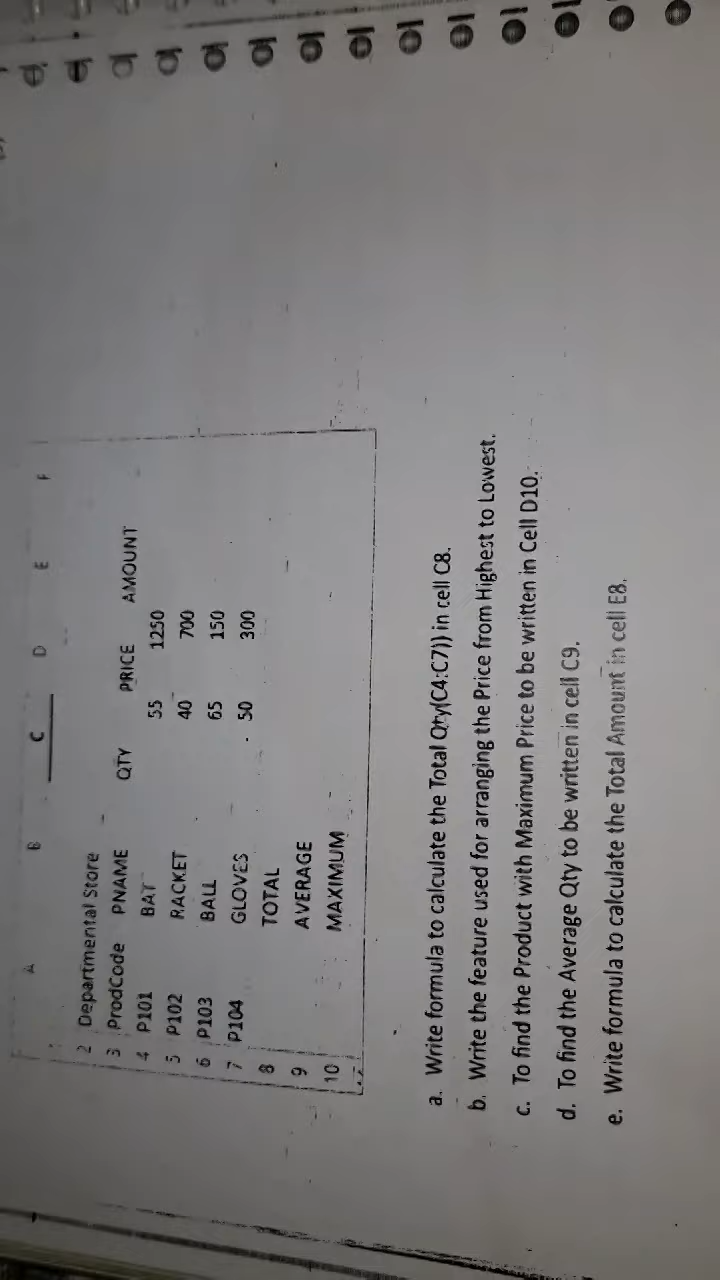 A B C D E F
2 Departmental Store
3 ProdCode PNAME QTY PRICE AMOUNT
4 P101 BAT 55 1250
5 P102 RACKET 40 700
6 P103 BALL 65 150
7 P104 GLOVES 50 300
8 TOTAL
9 AVERAGE
10 MAXIMUM
a. Write formula to calculate the Total Qty(C4:C7)) in cell C8.
b. Write the feature used for arranging the Price from Highest to Lowest.
c. To find the Product with Maximum Price to be written in Cell D10.
d. To find the Average Qty to be written in cell C9.
e. Write formula to calculate the Total Amount in cell E8.